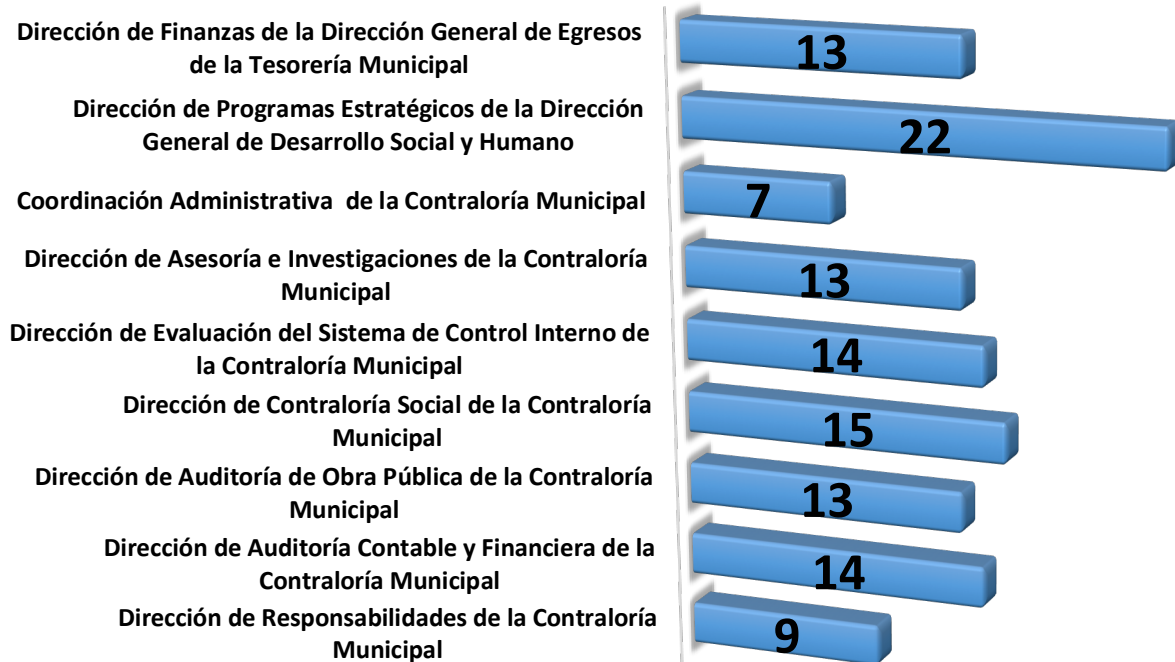 Dirección de Finanzas de la Dirección General de Egresos
de la Tesorería Municipal
13
Dirección de Programas Estratégicos de la Dirección
General de Desarrollo Social y Humano
22
Coordinación Administrativa  de la Contraloría Municipal
7
Dirección de Asesoría e Investigaciones de la Contraloría
Municipal
13
Dirección de Evaluación del Sistema de Control Interno de
la Contraloría Municipal
14
Dirección de Contraloría Social de la Contraloría
Municipal
15
Dirección de Auditoría de Obra Pública de la Contraloría
Municipal
13
Dirección de Auditoría Contable y Financiera de la
Contraloría Municipal
14
Dirección de Responsabilidades de la Contraloría
Municipal
9